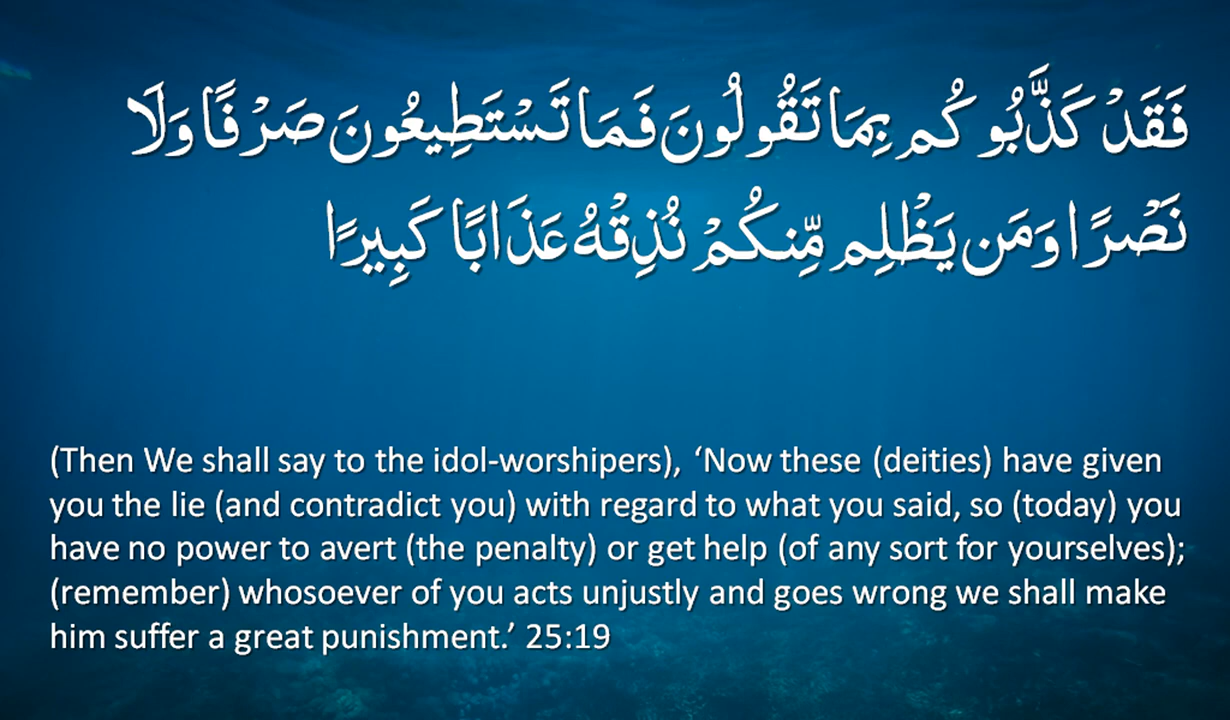 فَقَدْ كَذَّبُوكُم بِمَا تَقُولُونَ فَمَا تَسْتَطِيعُونَ صَرْفًا وَلَا
نَصْرًا وَمَن يَظْلِم مِّنكُمْ نُذِقْهُ عَذَابًا كَبِيرًا
(Then We shall say to the idol-worshipers), ‘Now these (deities) have given
you the lie (and contradict you) with regard to what you said, so (today) you
have no power to avert (the penalty) or get help (of any sort for yourselves);
(remember) whosoever of you acts unjustly and goes wrong we shall make
him suffer a great punishment.’ 25:19